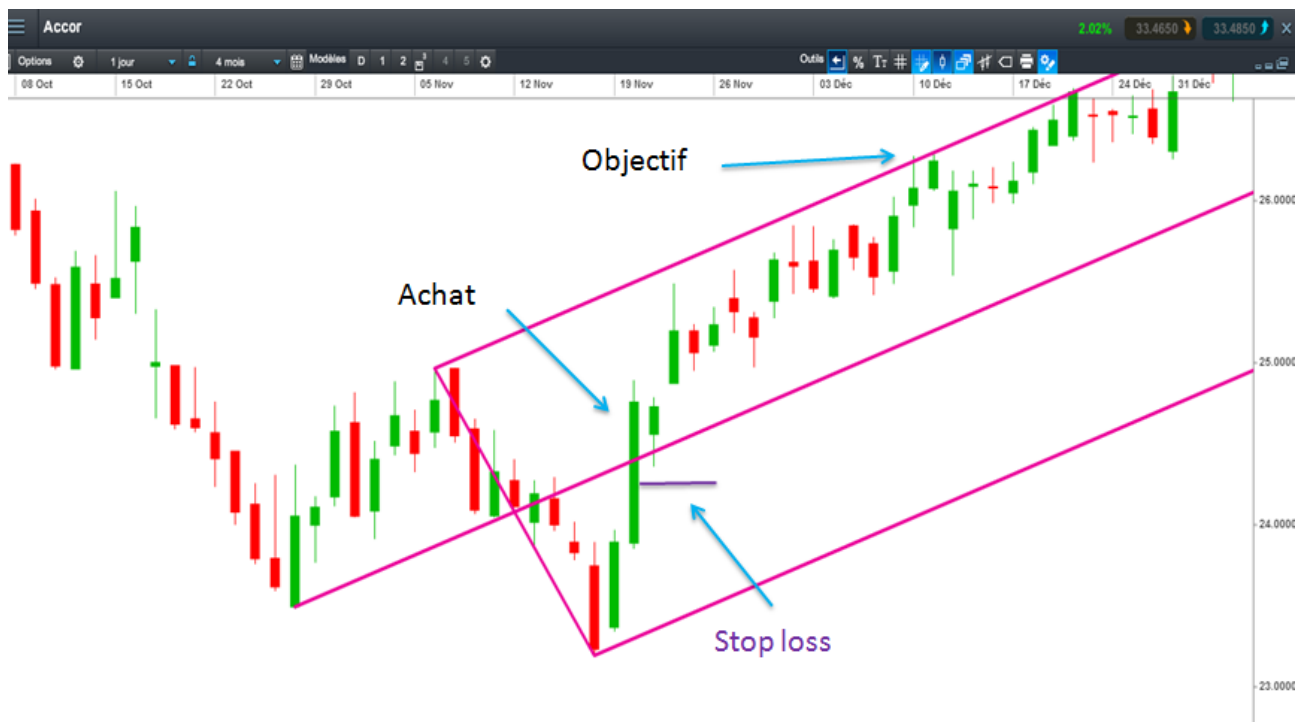 Accor 2.02% 33.4650 33.4850 X
Options 1 jour 4 mois Modèles D 1 2 3 4 5 Outils % TT
08 Oct 15 Oct 22 Oct 29 Oct 05 Nov 12 Nov 19 Nov 26 Nov 03 Déc 10 Déc 17 Déc 24 Déc 31 Déc
Objectif
26.0000
Achat
25.0000
24.0000
Stop loss
23.0000